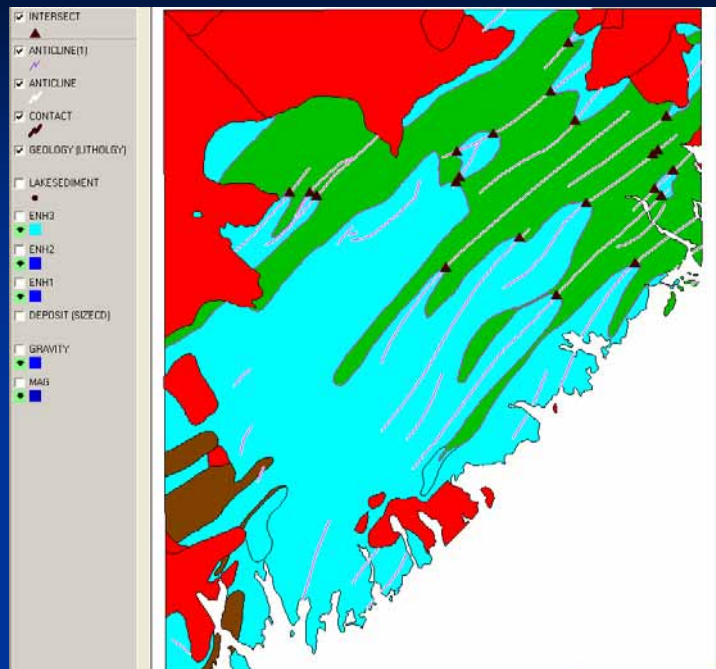 INTERSECT
ANTICLINE(1)
ANTICLINE
CONTACT
GEOLOGY (LITHOLGY)
LAKESEDIMENT
ENH3
ENH2
ENH1
DEPOSIT (SIZECD)
GRAVITY
MAG